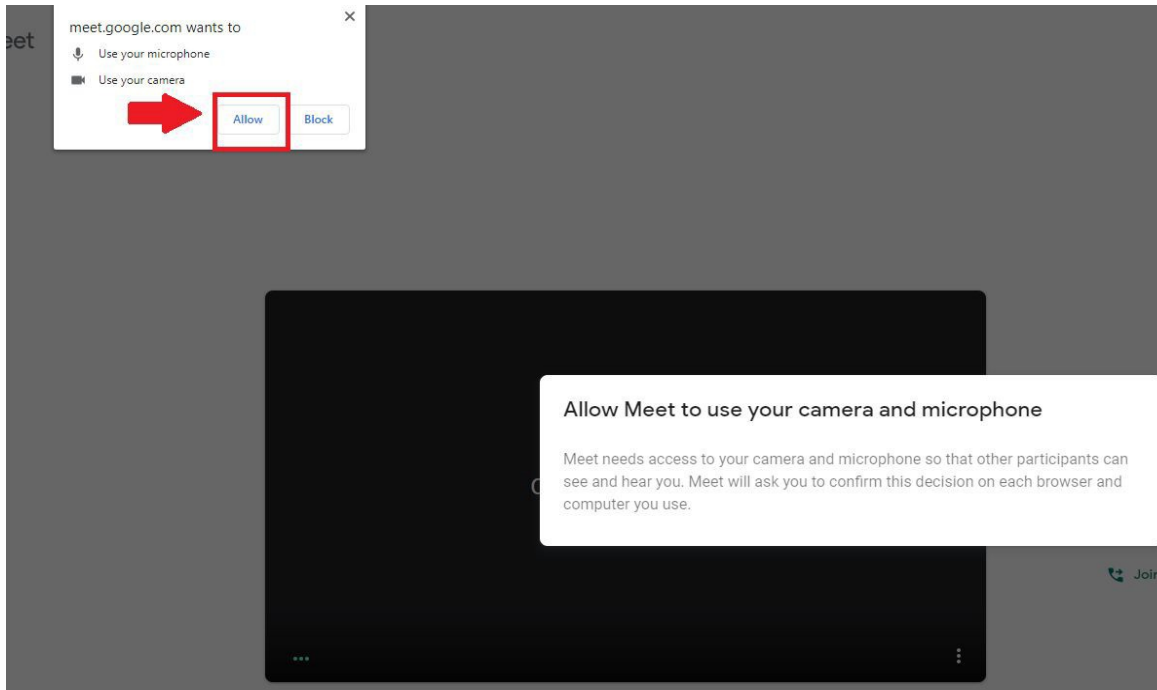 meet.google.com wants to
Use your microphone
Use your camera
Allow
Block
Allow Meet to use your camera and microphone
Meet needs access to your camera and microphone so that other participants can
see and hear you. Meet will ask you to confirm this decision on each browser and
computer you use.